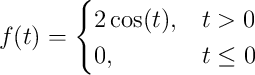 f(t) = { 2 cos(t), t > 0
0, t ≤ 0